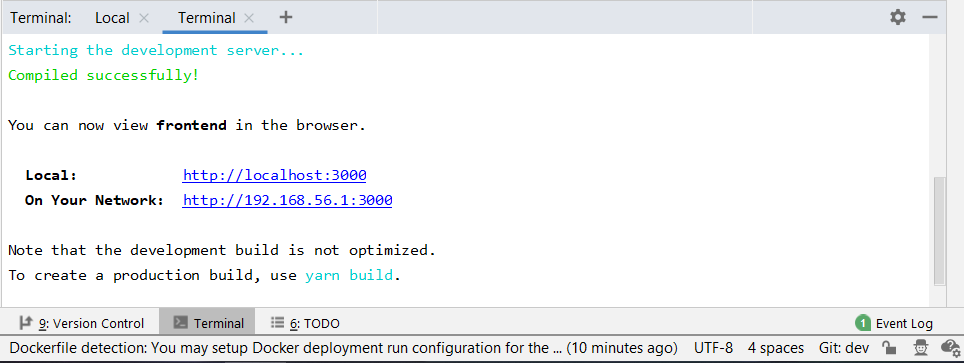 Terminal: Local × Terminal × +
Starting the development server...
Compiled successfully!
You can now view frontend in the browser.
Local: http://localhost:3000
On Your Network: http://192.168.56.1:3000
Note that the development build is not optimized.
To create a production build, use yarn build.
9: Version Control Terminal 6: TODO 1 Event Log
Dockerfile detection: You may setup Docker deployment run configuration for the ... (10 minutes ago) UTF-8 4 spaces Git: dev